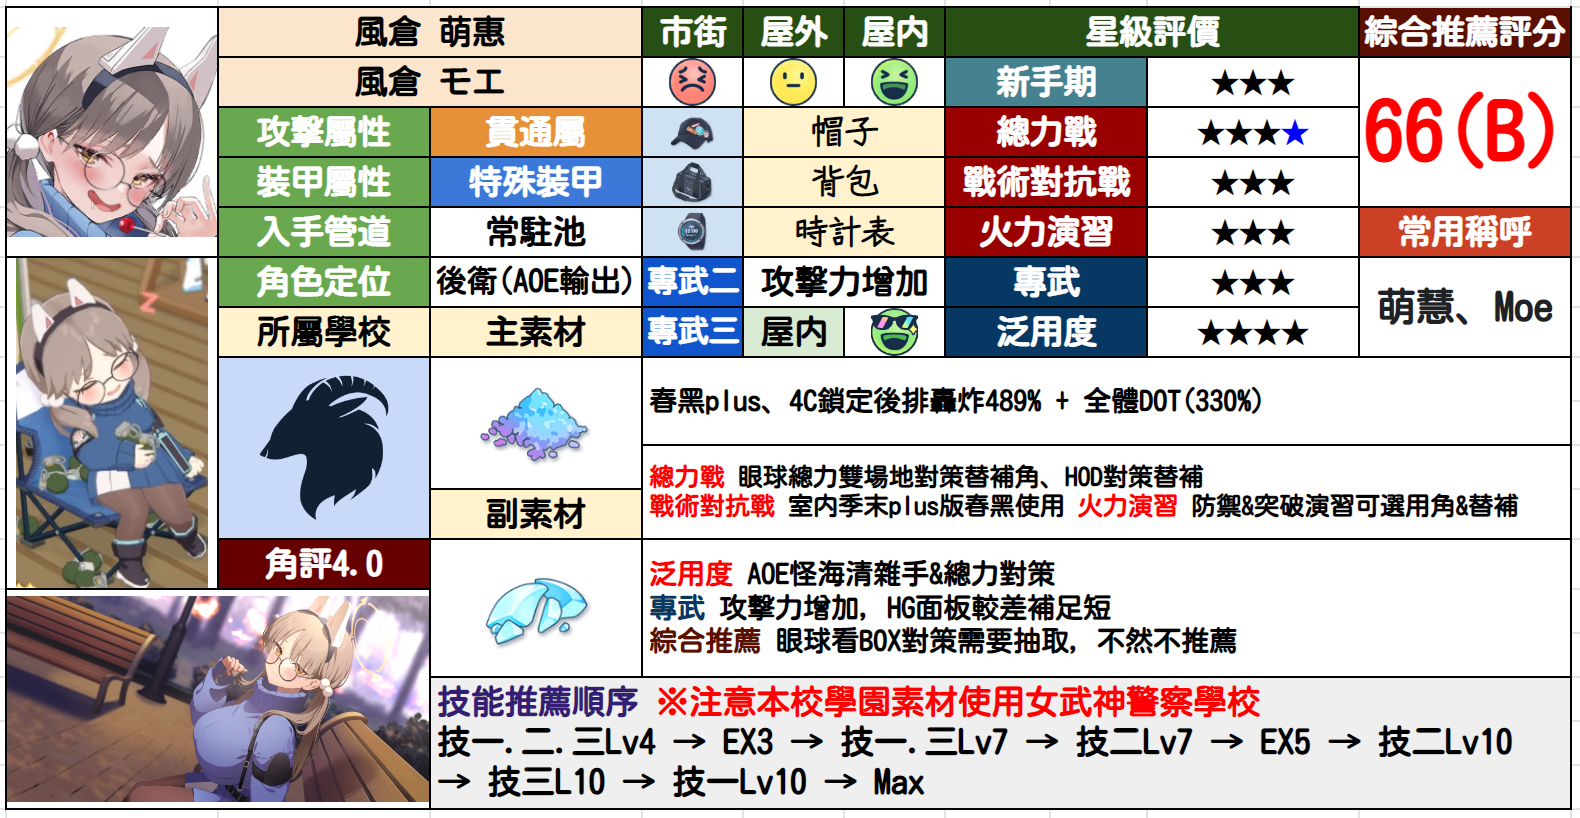 風倉 萌惠 市街 屋外 屋內 星級評價 綜合推薦評分
風倉 モエ 新手期 ★★★ 66(B)
攻擊屬性 貫通屬 帽子 總力戰 ★★★★
裝甲屬性 特殊裝甲 背包 戰術對抗戰 ★★★
入手管道 常駐池 時計表 火力演習 ★★★ 常用稱呼
角色定位 後衛(AOE輸出) 專武二 攻擊力增加 專武 ★★★ 萌慧、Moe
所屬學校 主素材 專武三 屋內 泛用度 ★★★★
春黑plus、4C鎖定後排轟炸489% + 全體DOT(330%)
總力戰 眼球總力雙場地對策替補角、HOD對策替補
戰術對抗戰 室內季末plus版春黑使用 火力演習 防禦&突破演習可選用角&替補
副素材
角評4.0
泛用度 AOE怪海清雜手&總力對策
專武 攻擊力增加, HG面板較差補足短
綜合推薦 眼球看BOX對策需要抽取, 不然不推薦
技能推薦順序 ※注意本校學園素材使用女武神警察學校
技一.二.三Lv4 → EX3 → 技一.三Lv7 → 技二Lv7 → EX5 → 技二Lv10
→ 技三L10 → 技一Lv10 → Max